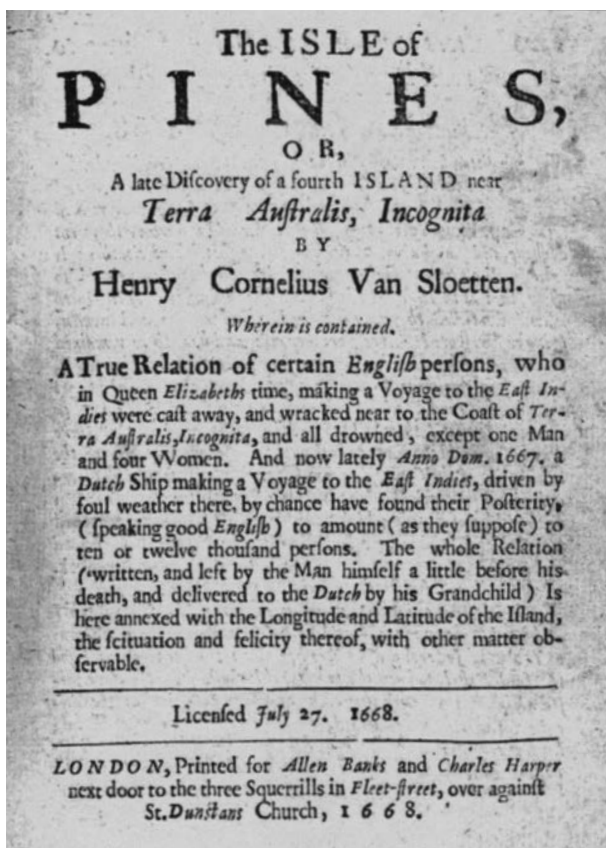 The ISLE of
PINES,
OR,
A late Diſcovery of a fourth ISLAND near
Terra Auſtralis, Incognita
BY
Henry Cornelius Van Sloetten.
Wherein is contained.
A True Relation of certain Engliſh perſons, who
in Queen Elizabeths time, making a Voyage to the Eaſt In-
dies were caſt away, and wracked near to the Coaſt of Ter-
ra Auſtralis,Incognita, and all drowned, except one Man
and four Women. And now lately Anno Dom. 1667. a
Dutch Ship making a Voyage to the Eaſt Indies, driven by
foul weather there, by chance have found their Poſterity,
(ſpeaking good Engliſh) to amount (as they ſuppoſe) to
ten or twelve thouſand perſons. The whole Relation
(written, and left by the Man himſelf a little before his
death, and delivered to the Dutch by his Grandchild) Is
here annexed with the Longitude and Latitude of the Iſland,
the ſcituation and felicity thereof, with other matter ob-
ſervable.
Licenſed July 27. 1668.
LONDON, Printed for Allen Banks and Charles Harper
next door to the three Squerrills in Fleet-ſtreet, over againſt
St.Dunſtans Church, 1668.